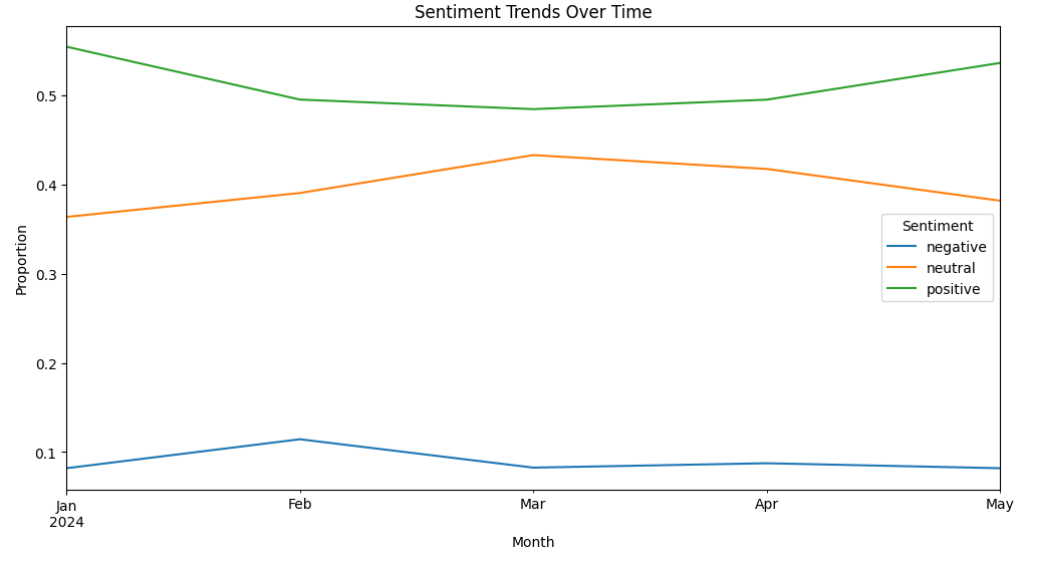 Sentiment Trends Over Time
Proportion
0.5
0.4
0.3
0.2
0.1
Sentiment
negative
neutral
positive
Jan
2024
Feb
Mar
Apr
May
Month